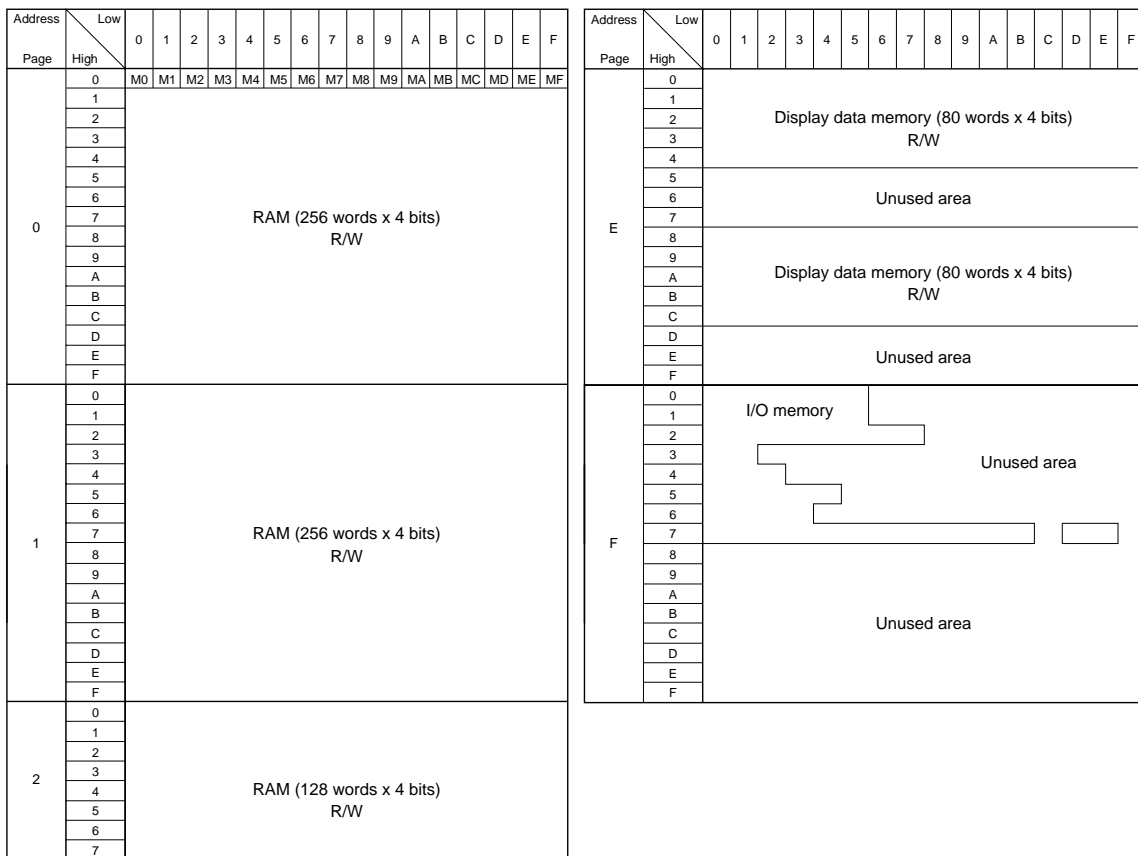 Address Low
Page High
0 1 2 3 4 5 6 7 8 9 A B C D E F
0
0 M0 M1 M2 M3 M4 M5 M6 M7 M8 M9 MA MB MC MD ME MF
1
2
3
4
5
6
7
8
9
A
B
C
D
E
F
RAM (256 words x 4 bits)
R/W
1
0
1
2
3
4
5
6
7
8
9
A
B
C
D
E
F
RAM (256 words x 4 bits)
R/W
2
0
1
2
3
4
5
6
7
RAM (128 words x 4 bits)
R/W
Address Low
Page High
0 1 2 3 4 5 6 7 8 9 A B C D E F
E
0
1
2
3
4
5
6
7
8
9
A
B
C
D
E
F
Display data memory (80 words x 4 bits)
R/W
Unused area
Display data memory (80 words x 4 bits)
R/W
Unused area
F
0
1
2
3
4
5
6
7
8
9
A
B
C
D
E
F
I/O memory
Unused area
Unused area